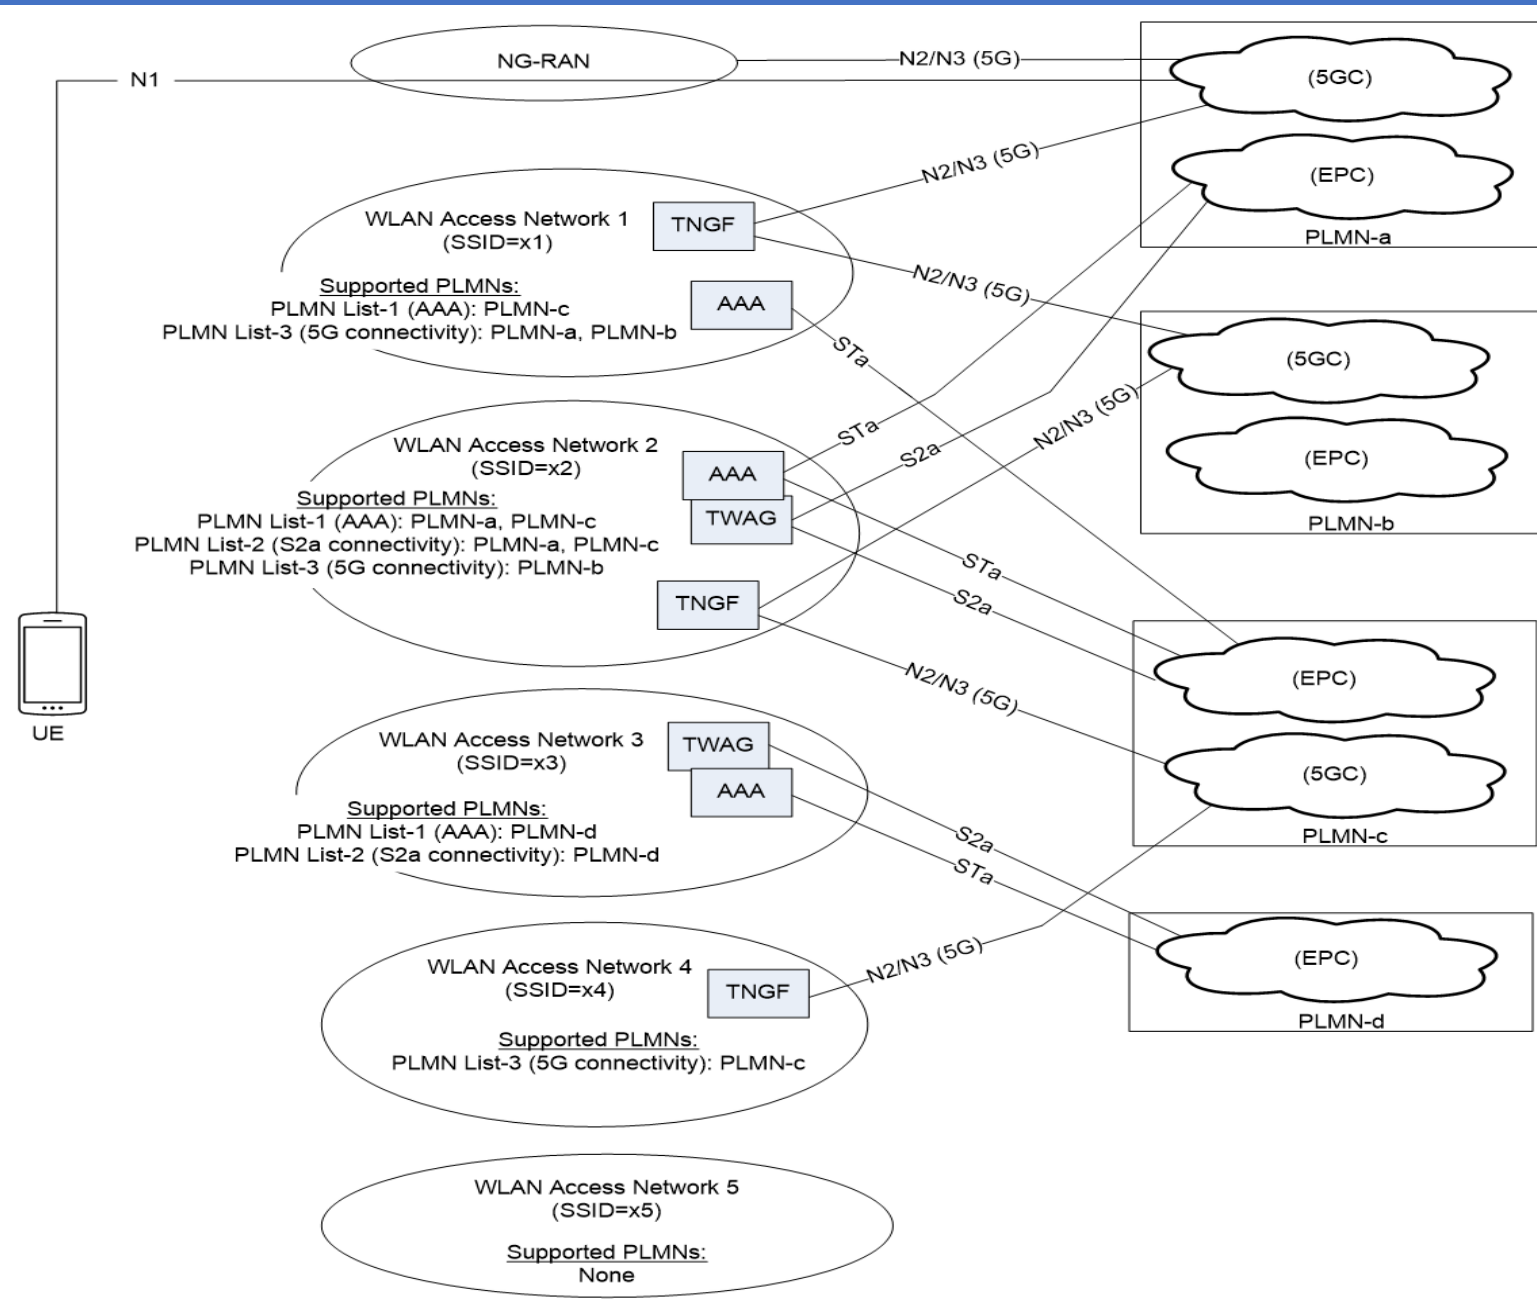 NG-RAN
N2/N3 (5G)
(5GC)
N1
(EPC)
PLMN-a
N2/N3 (5G)
WLAN Access Network 1
(SSID=x1)
TNGF
N2/N3 (5G)
Supported PLMNs:
PLMN List-1 (AAA): PLMN-c
PLMN List-3 (5G connectivity): PLMN-a, PLMN-b
AAA
STa
(5GC)
(EPC)
PLMN-b
WLAN Access Network 2
(SSID=x2)
AAA
STa
S2a
N2/N3 (5G)
Supported PLMNs:
PLMN List-1 (AAA): PLMN-a, PLMN-c
PLMN List-2 (S2a connectivity): PLMN-a, PLMN-c
PLMN List-3 (5G connectivity): PLMN-b
TWAG
STa
S2a
TNGF
N2/N3 (5G)
(EPC)
(5GC)
PLMN-c
UE
WLAN Access Network 3
(SSID=x3)
TWAG
AAA
Supported PLMNs:
PLMN List-1 (AAA): PLMN-d
PLMN List-2 (S2a connectivity): PLMN-d
S2a
STa
(EPC)
PLMN-d
WLAN Access Network 4
(SSID=x4)
TNGF
N2/N3 (5G)
Supported PLMNs:
PLMN List-3 (5G connectivity): PLMN-c
WLAN Access Network 5
(SSID=x5)
Supported PLMNs:
None